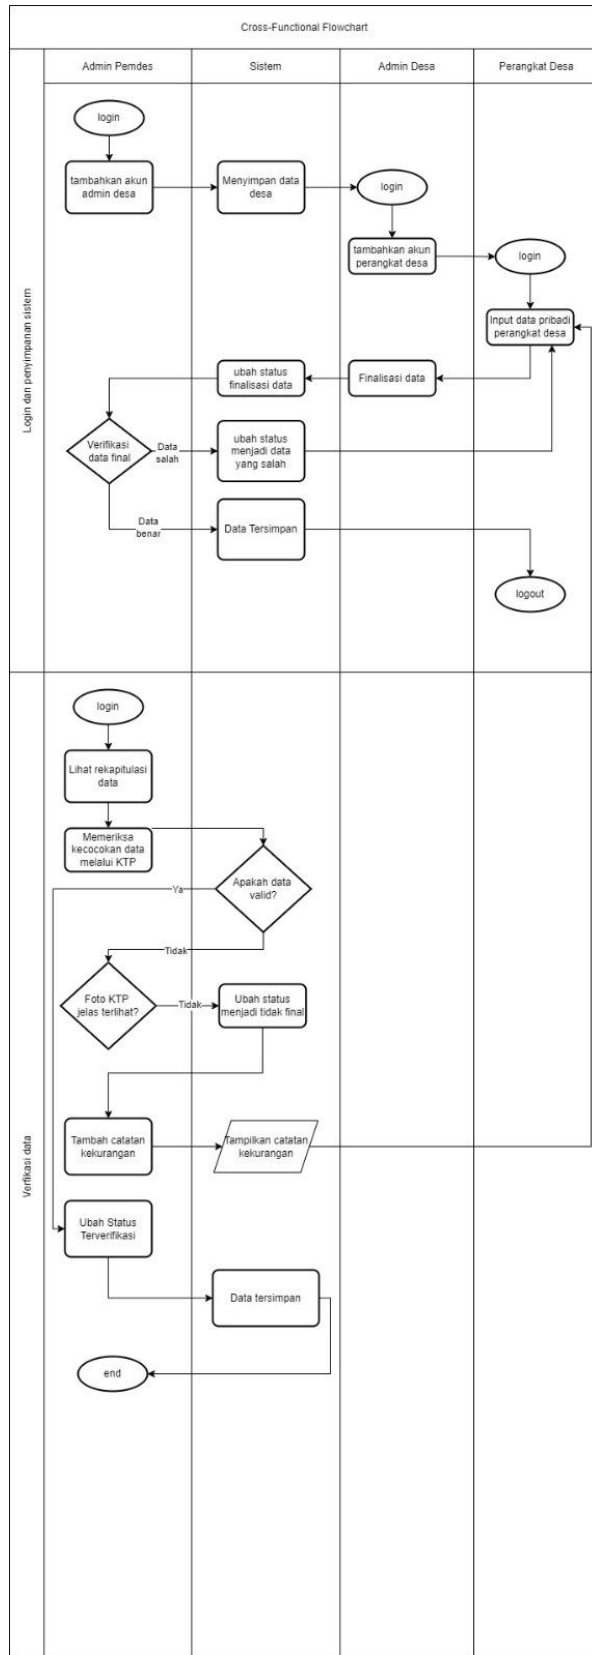 Cross-Functional Flowchart
Admin Pemdes
Sistem
Admin Desa
Perangkat Desa
Login dan penyimpanan sistem
login
tambahkan akun
admin desa
Menyimpan data
desa
login
tambahkan akun
perangkat desa
login
Input data pribadi
perangkat desa
Finalisasi data
ubah status
finalisasi data
Verifikasi
data final
Data
salah
ubah status
menjadi data
yang salah
Data
benar
Data Tersimpan
logout
Verfikasi data
login
Lihat rekapitulasi
data
Memeriksa
kecocokan data
melalui KTP
Apakah data
valid?
Ya
Tidak
Foto KTP
jelas terlihat?
Tidak
Ubah status
menjadi tidak final
Tambah catatan
kekurangan
Tampilkan catatan
kekurangan
Ubah Status
Terverifikasi
Data tersimpan
end